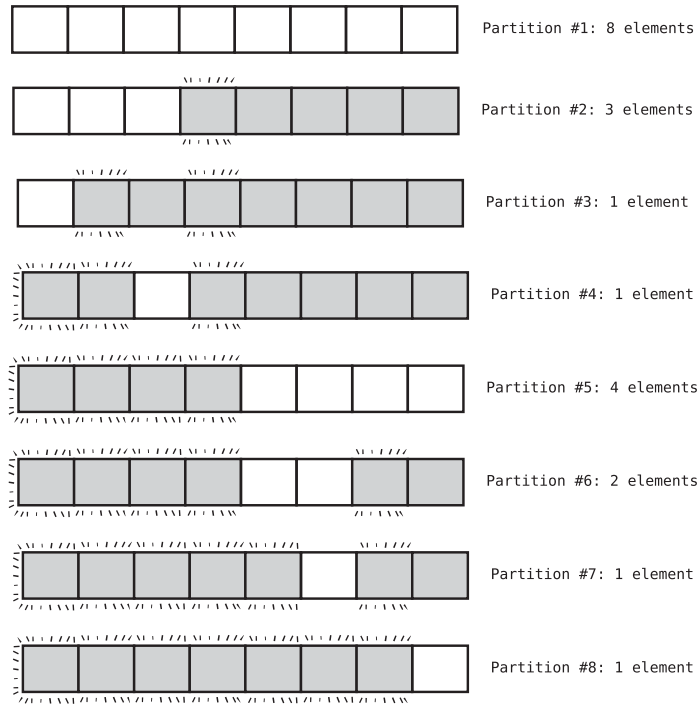 Partition #1: 8 elements
Partition #2: 3 elements
Partition #3: 1 element
Partition #4: 1 element
Partition #5: 4 elements
Partition #6: 2 elements
Partition #7: 1 element
Partition #8: 1 element